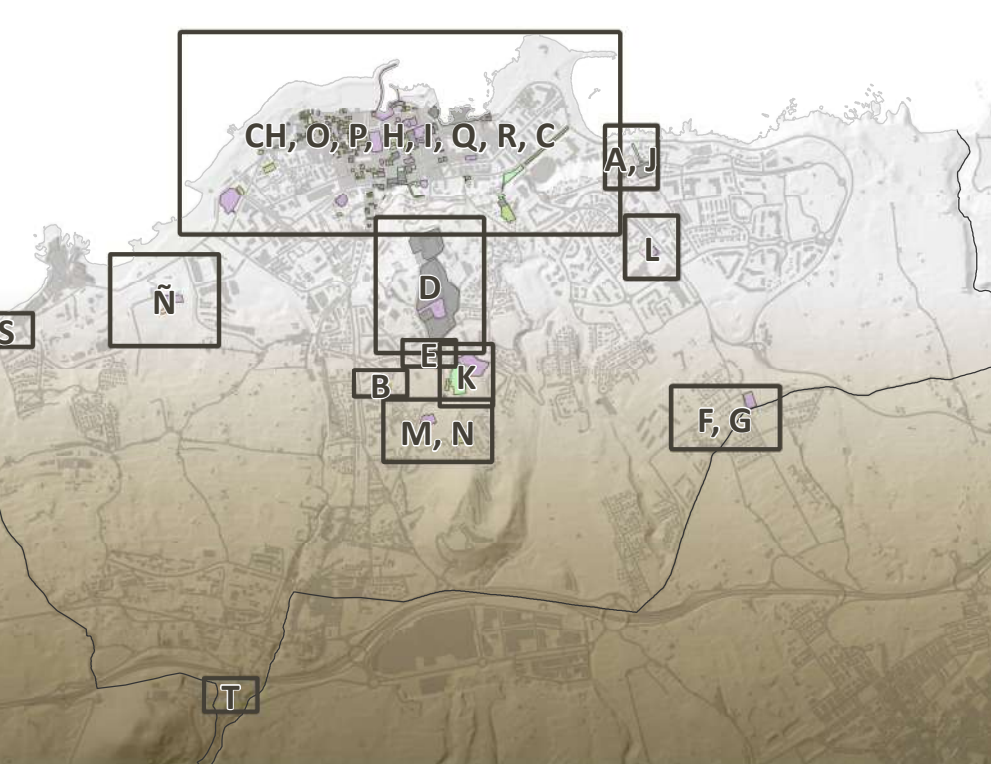 CH, O, P, H, I, Q, R, C
A, J
L
D
Ñ
S
E
K
B
F, G
M, N
T